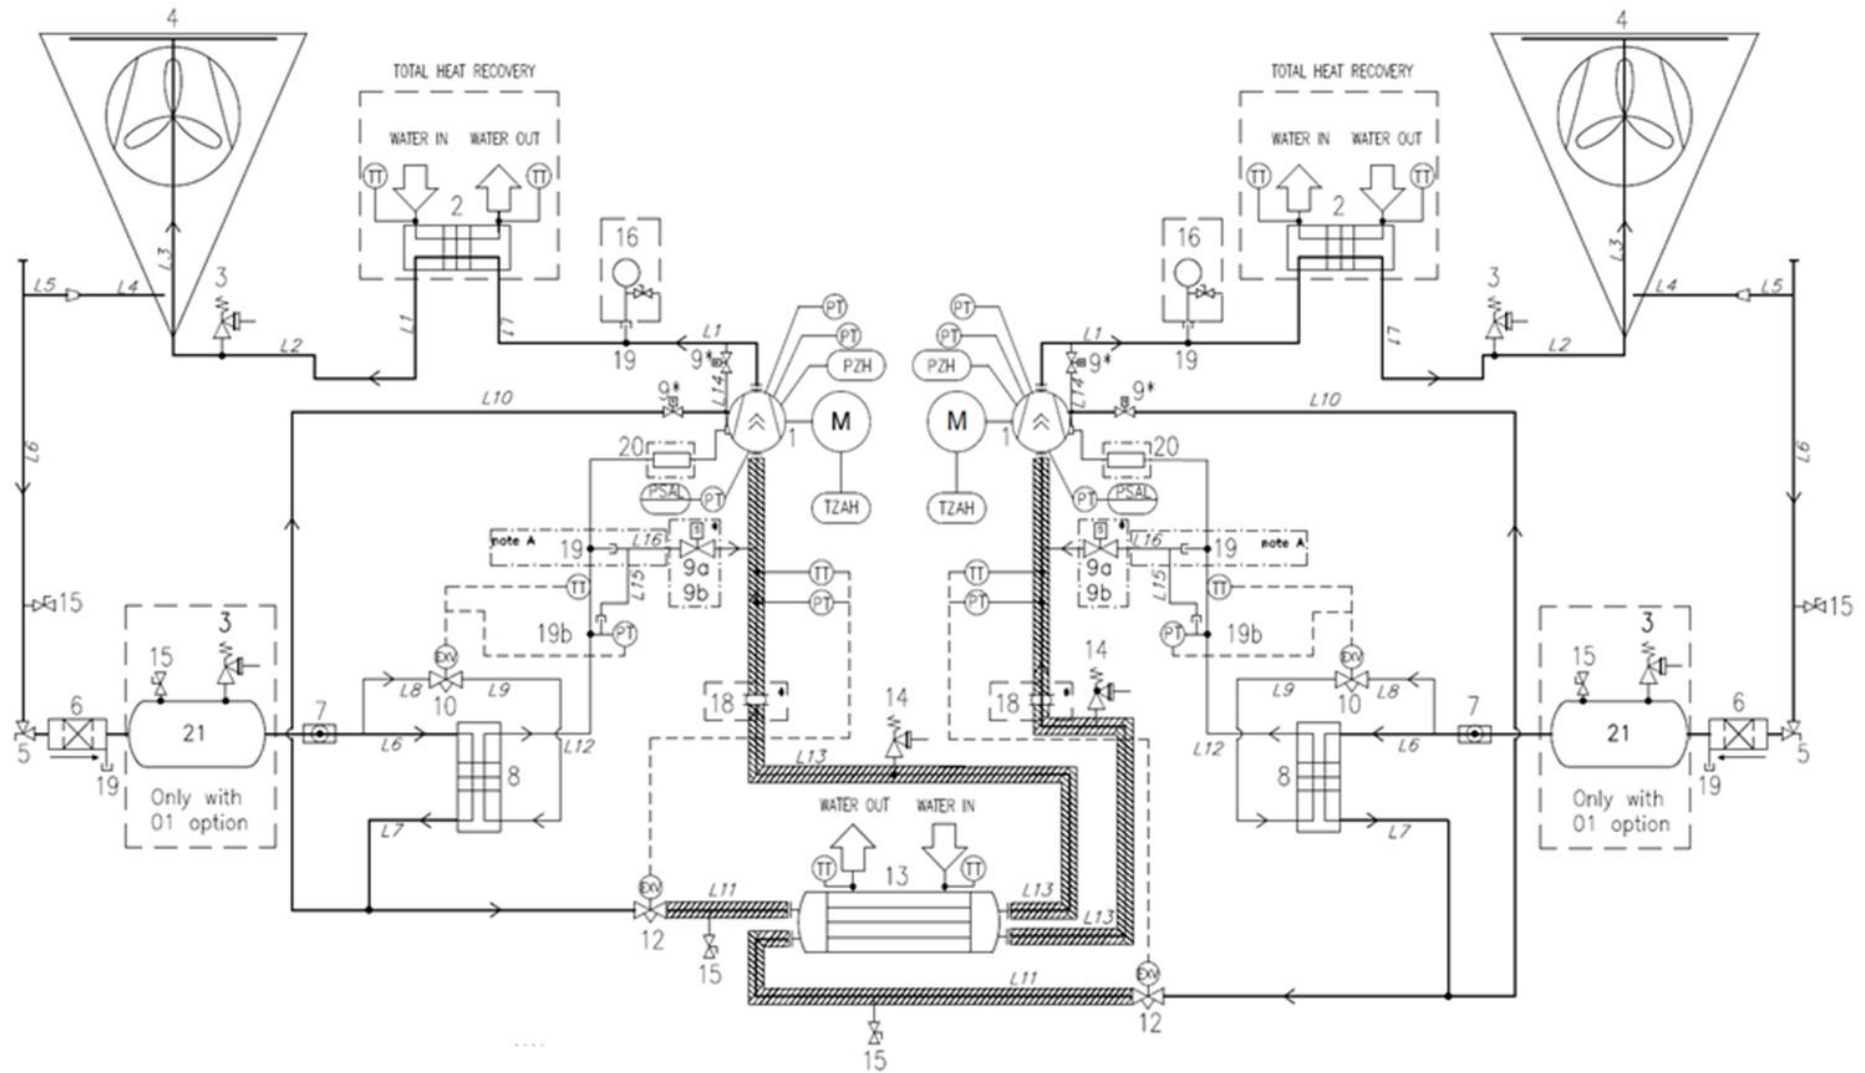 4
4
TOTAL HEAT RECOVERY
TOTAL HEAT RECOVERY
WATER IN WATER OUT
WATER IN WATER OUT
TT TT
TT TT
2
2
16
16
L3
L3
3
3
L5 L4
L4 L5
PT
PT
L1
L7
L1
L1
L7
PT
PT
L2
L2
19
9*
PZH
PZH
9*
19
L14
L14
L10
9*
9*
L10
1
M
M
1
L6
L6
20
20
PSAL PT
TZAH
TZAH
PT PSAL
note A
19
L16
9a
9b
9a
9b
L16
19
note A
L15
L15
TT
TT
TT
TT
PT
PT
15
15
19b
PT
PT
19b
15
3
EXV
L8
L9
10
14
14
EXV
L9
L8
10
15
3
18
18
6
7
7
6
5
21
L6
L12
L12
L6
21
5
19
8
L13
8
19
Only with
01 option
Only with
01 option
L7
L7
WATER OUT WATER IN
TT
13
TT
EXV
L11
L13
L13
12
15
L11
EXV
12
15